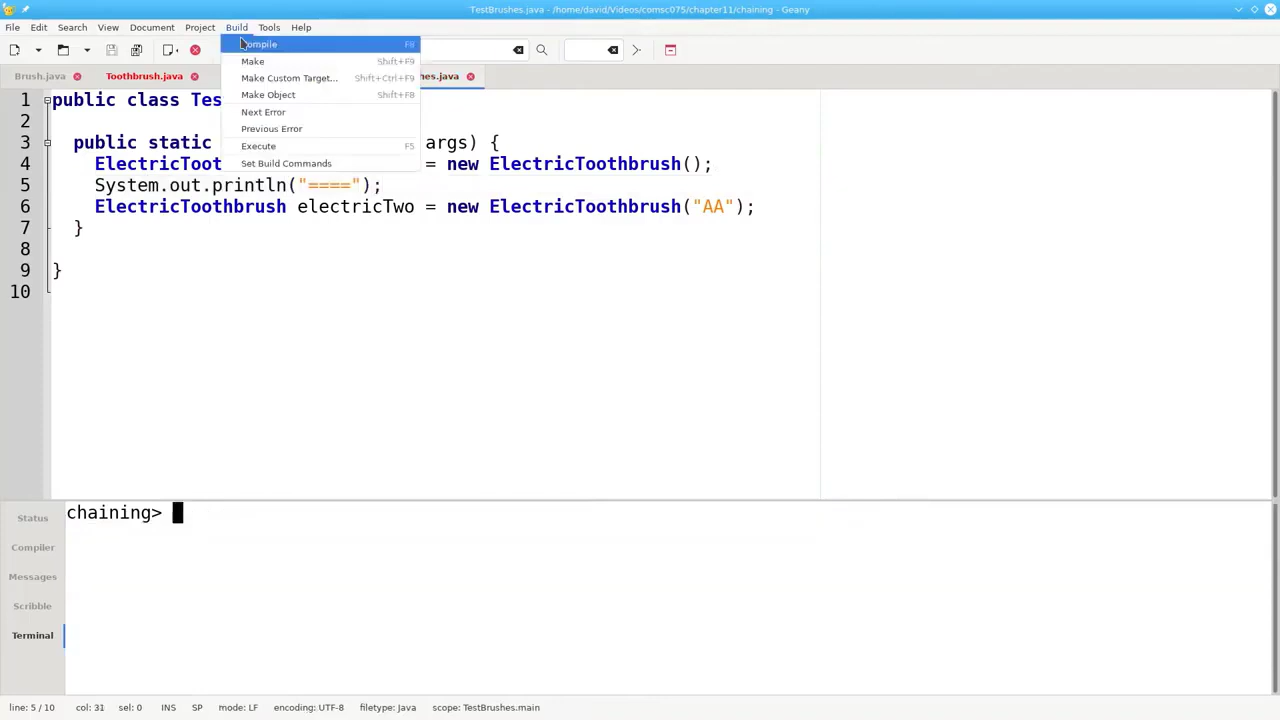 TestBrushes.java - /home/david/Videos/comsc075/chapter11/chaining - Geany
File Edit Search View Document Project Build Tools Help
Compile F8
Make Shift+F9
Make Custom Target... Shift+Ctrl+F9
Make Object Shift+F8
Next Error
Previous Error
Execute F5
Set Build Commands
Brush.java Toothbrush.java hes.java
1 public class Tes
2
3 public static args) {
4 ElectricToot = new ElectricToothbrush();
5 System.out.println("====");
6 ElectricToothbrush electricTwo = new ElectricToothbrush("AA");
7 }
8
9 }
10
Status
Compiler
Messages
Scribble
Terminal
chaining>
line: 5 / 10 col: 31 sel: 0 INS SP mode: LF encoding: UTF-8 filetype: Java scope: TestBrushes.main